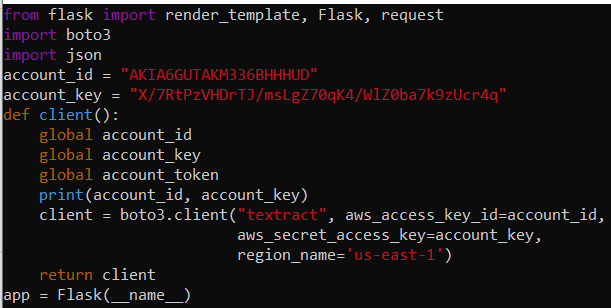 from flask import render_template, Flask, request
import boto3
import json
account_id = "AKIA6GUTAKM336BHHHUD"
account_key = "X/7RtPzVHDrTJ/msLgZ70qK4/WlZ0ba7k9zUcr4q"
def client():
    global account_id
    global account_key
    global account_token
    print(account_id, account_key)
    client = boto3.client("textract", aws_access_key_id=account_id,
                          aws_secret_access_key=account_key,
                          region_name='us-east-1')
    return client
app = Flask(__name__)